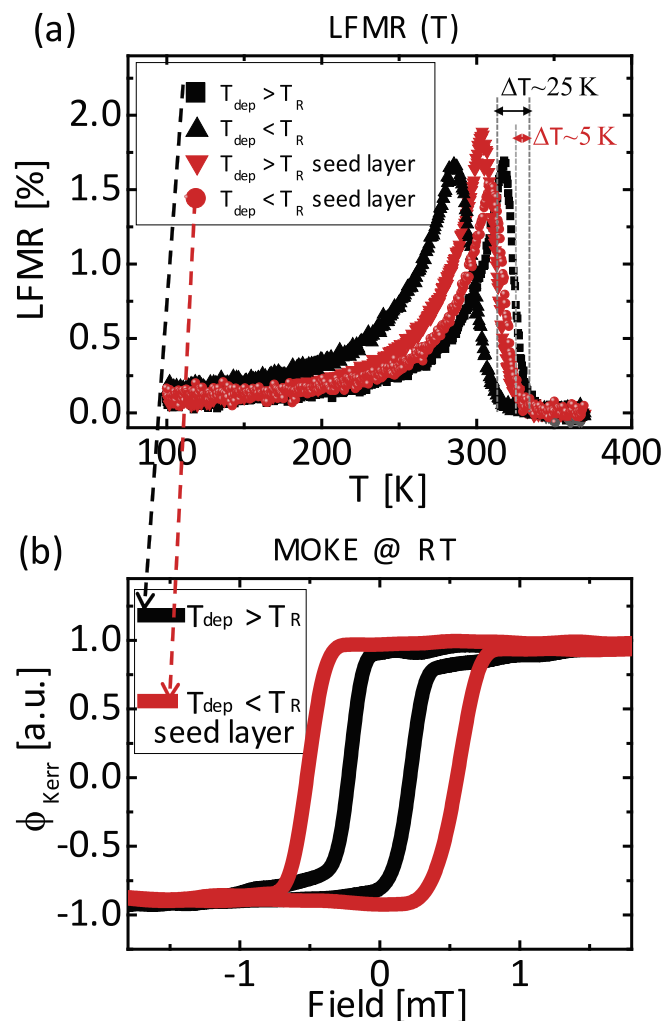 (a)
LFMR (T)
LFMR [%]
2.0
1.5
1.0
0.5
0.0
T_dep > T_R
T_dep < T_R
T_dep > T_R seed layer
T_dep < T_R seed layer
ΔT~25 K
ΔT~5 K
100 200 300 400
T [K]
(b)
MOKE @ RT
ϕ_Kerr [a.u.]
1.0
0.5
0.0
-0.5
-1.0
T_dep > T_R
T_dep < T_R
seed layer
-1 0 1
Field [mT]